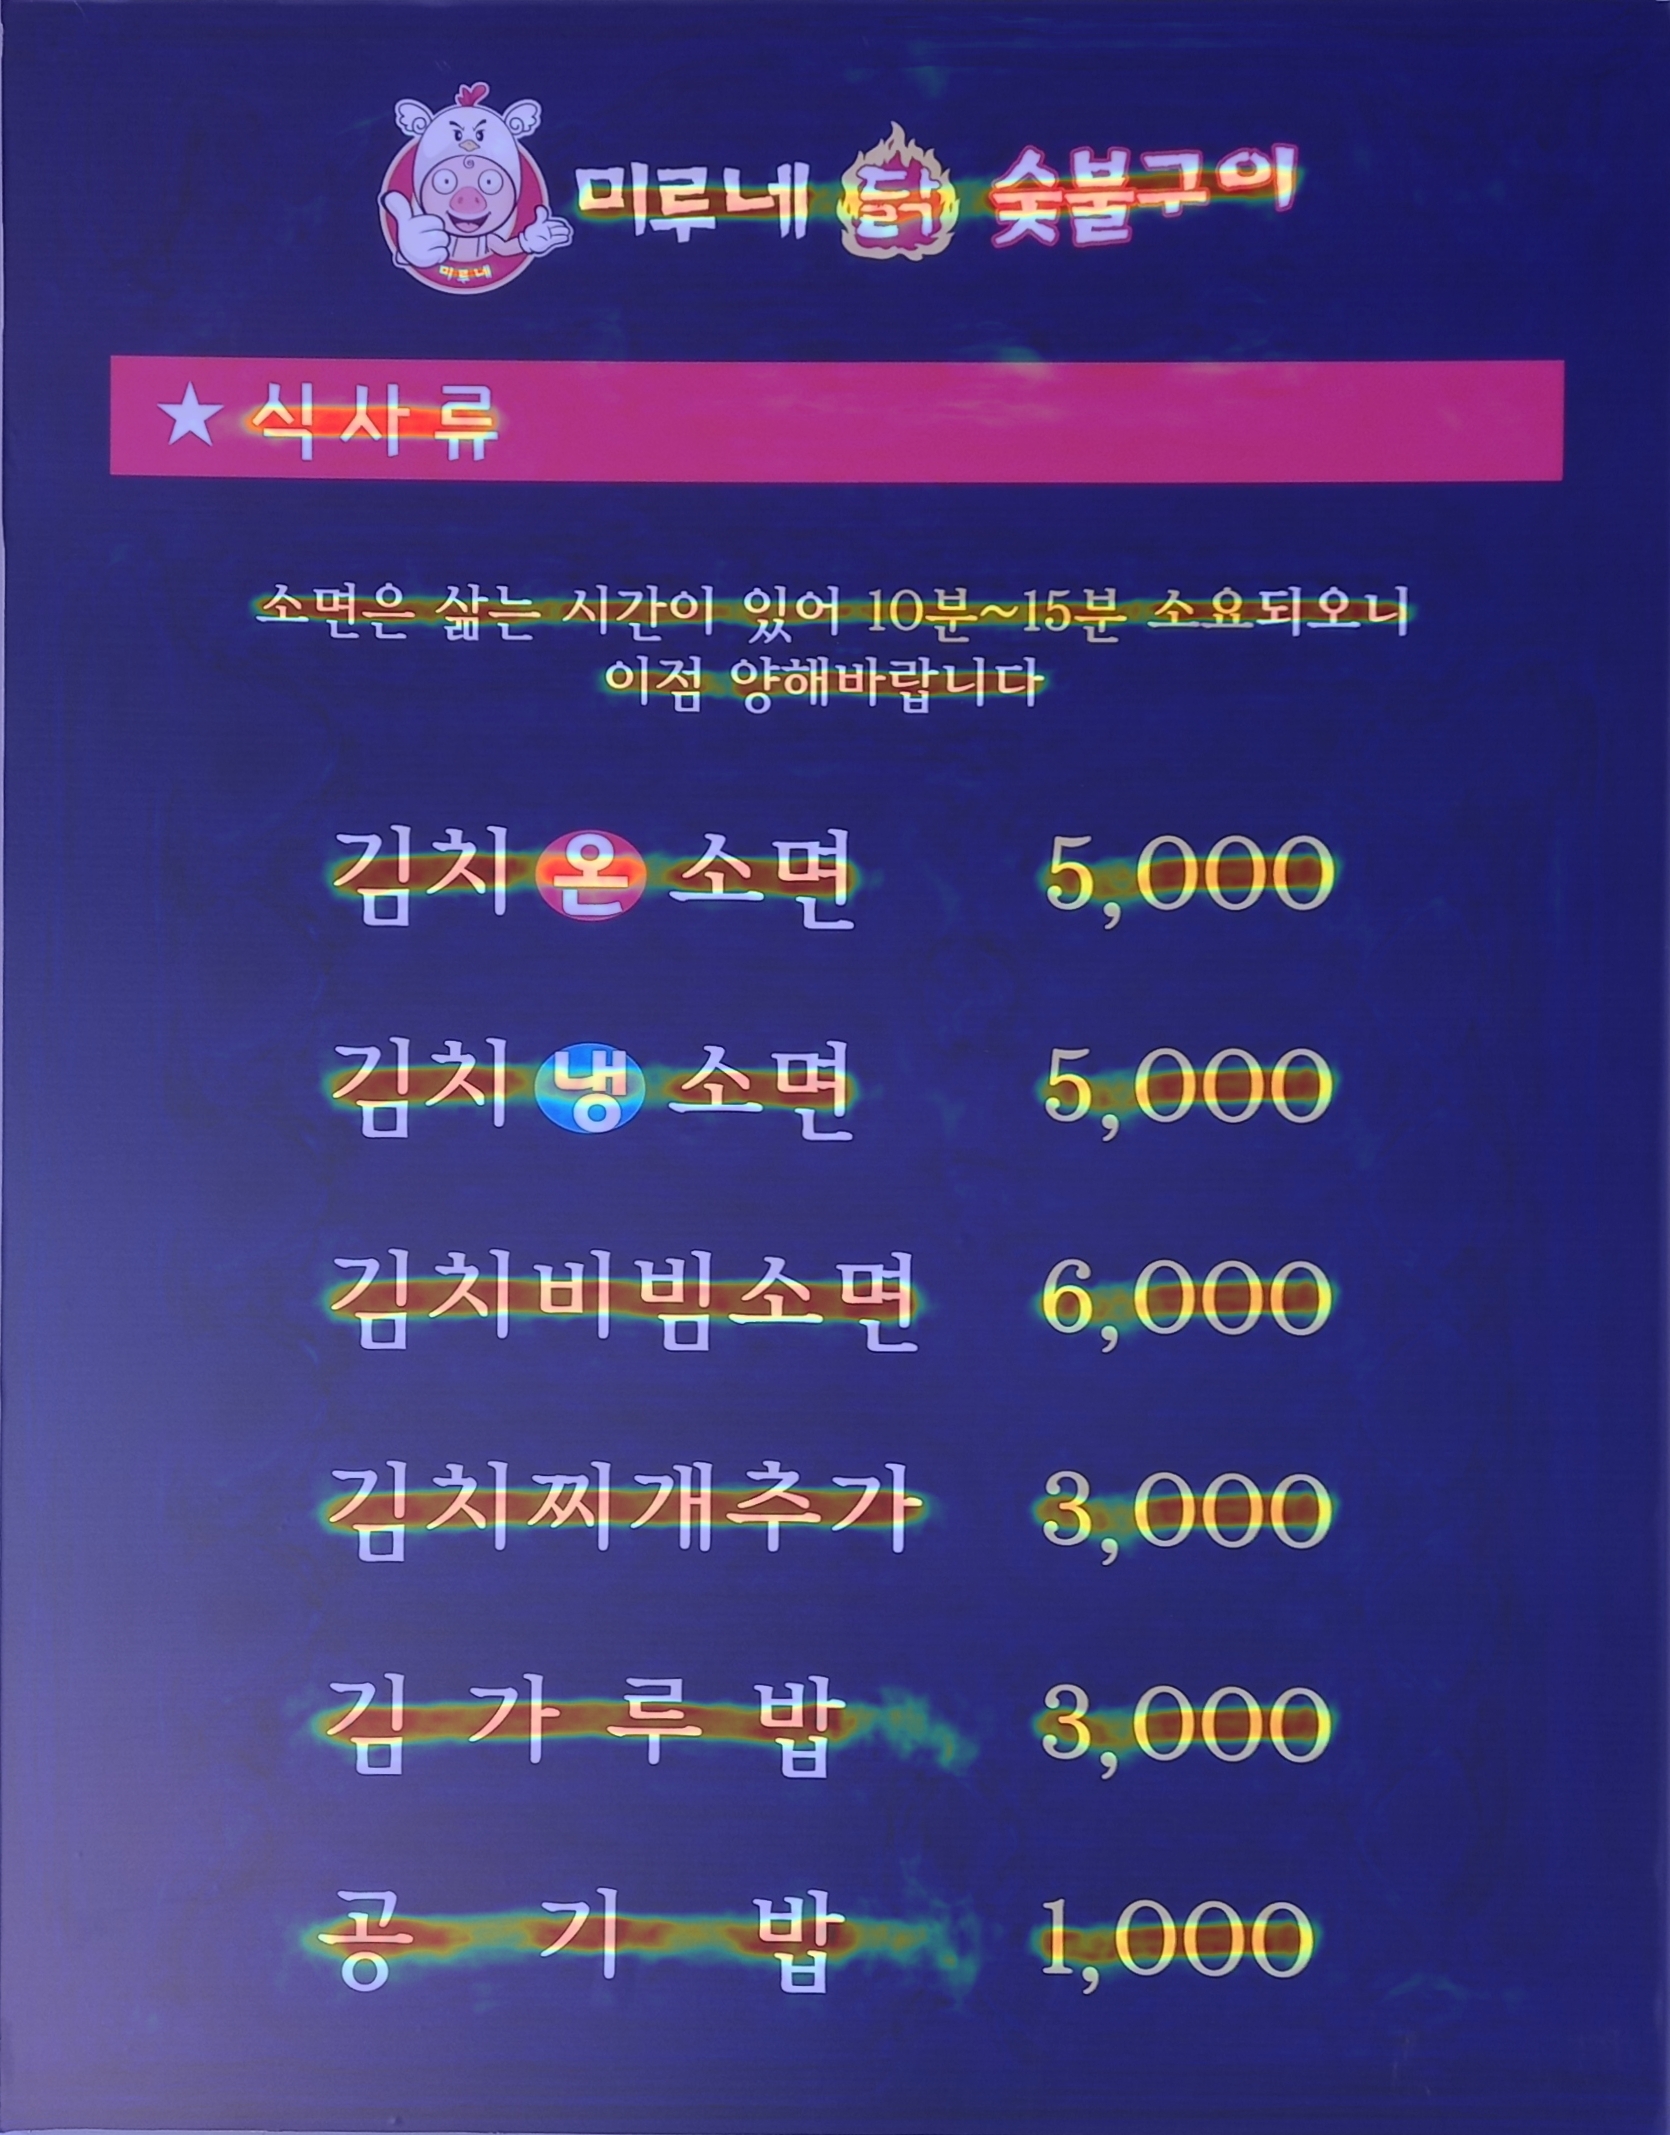 미루네 닭 숯불구이
미루네
★ 식사류
소면은 삶는 시간이 있어 10분~15분 소요되오니
이점 양해바랍니다
김치 온 소면 5,000
김치 냉 소면 5,000
김치비빔소면 6,000
김치찌개추가 3,000
김 가 루 밥 3,000
공 기 밥 1,000